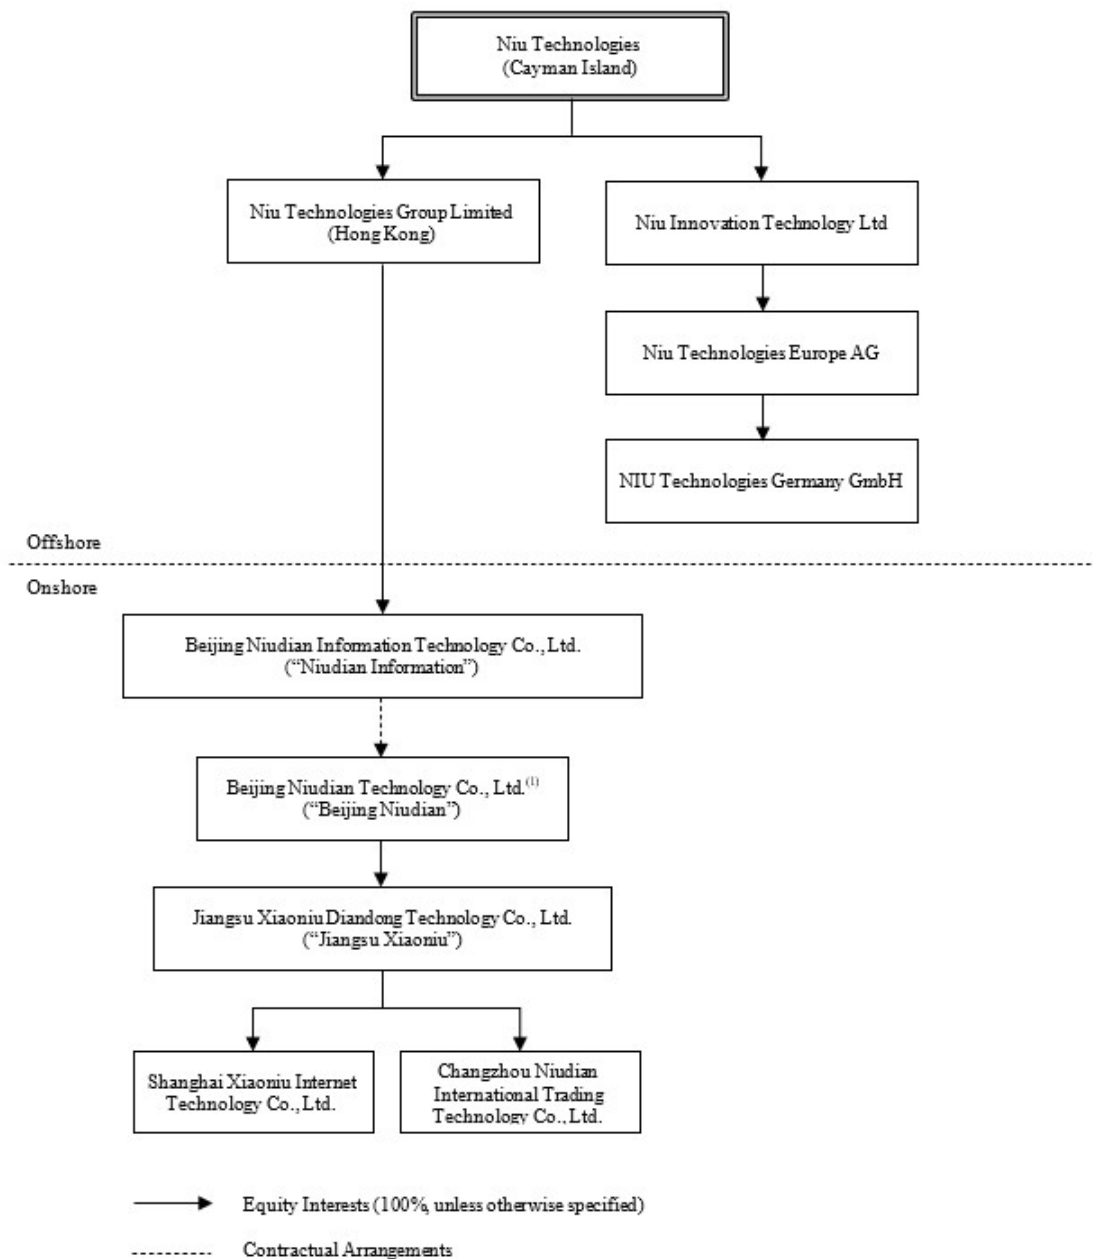 Niu Technologies
(Cayman Island)
Niu Technologies Group Limited
(Hong Kong)
Niu Innovation Technology Ltd
Niu Technologies Europe AG
NIU Technologies Germany GmbH
Offshore
Onshore
Beijing Niudian Information Technology Co., Ltd.
(“Niudian Information”)
Beijing Niudian Technology Co., Ltd.(1)
(“Beijing Niudian”)
Jiangsu Xiaoniu Diandong Technology Co., Ltd.
(“Jiangsu Xiaoniu”)
Shanghai Xiaoniu Internet
Technology Co., Ltd.
Changzhou Niudian
International Trading
Technology Co., Ltd.
Equity Interests (100%, unless otherwise specified)
Contractual Arrangements